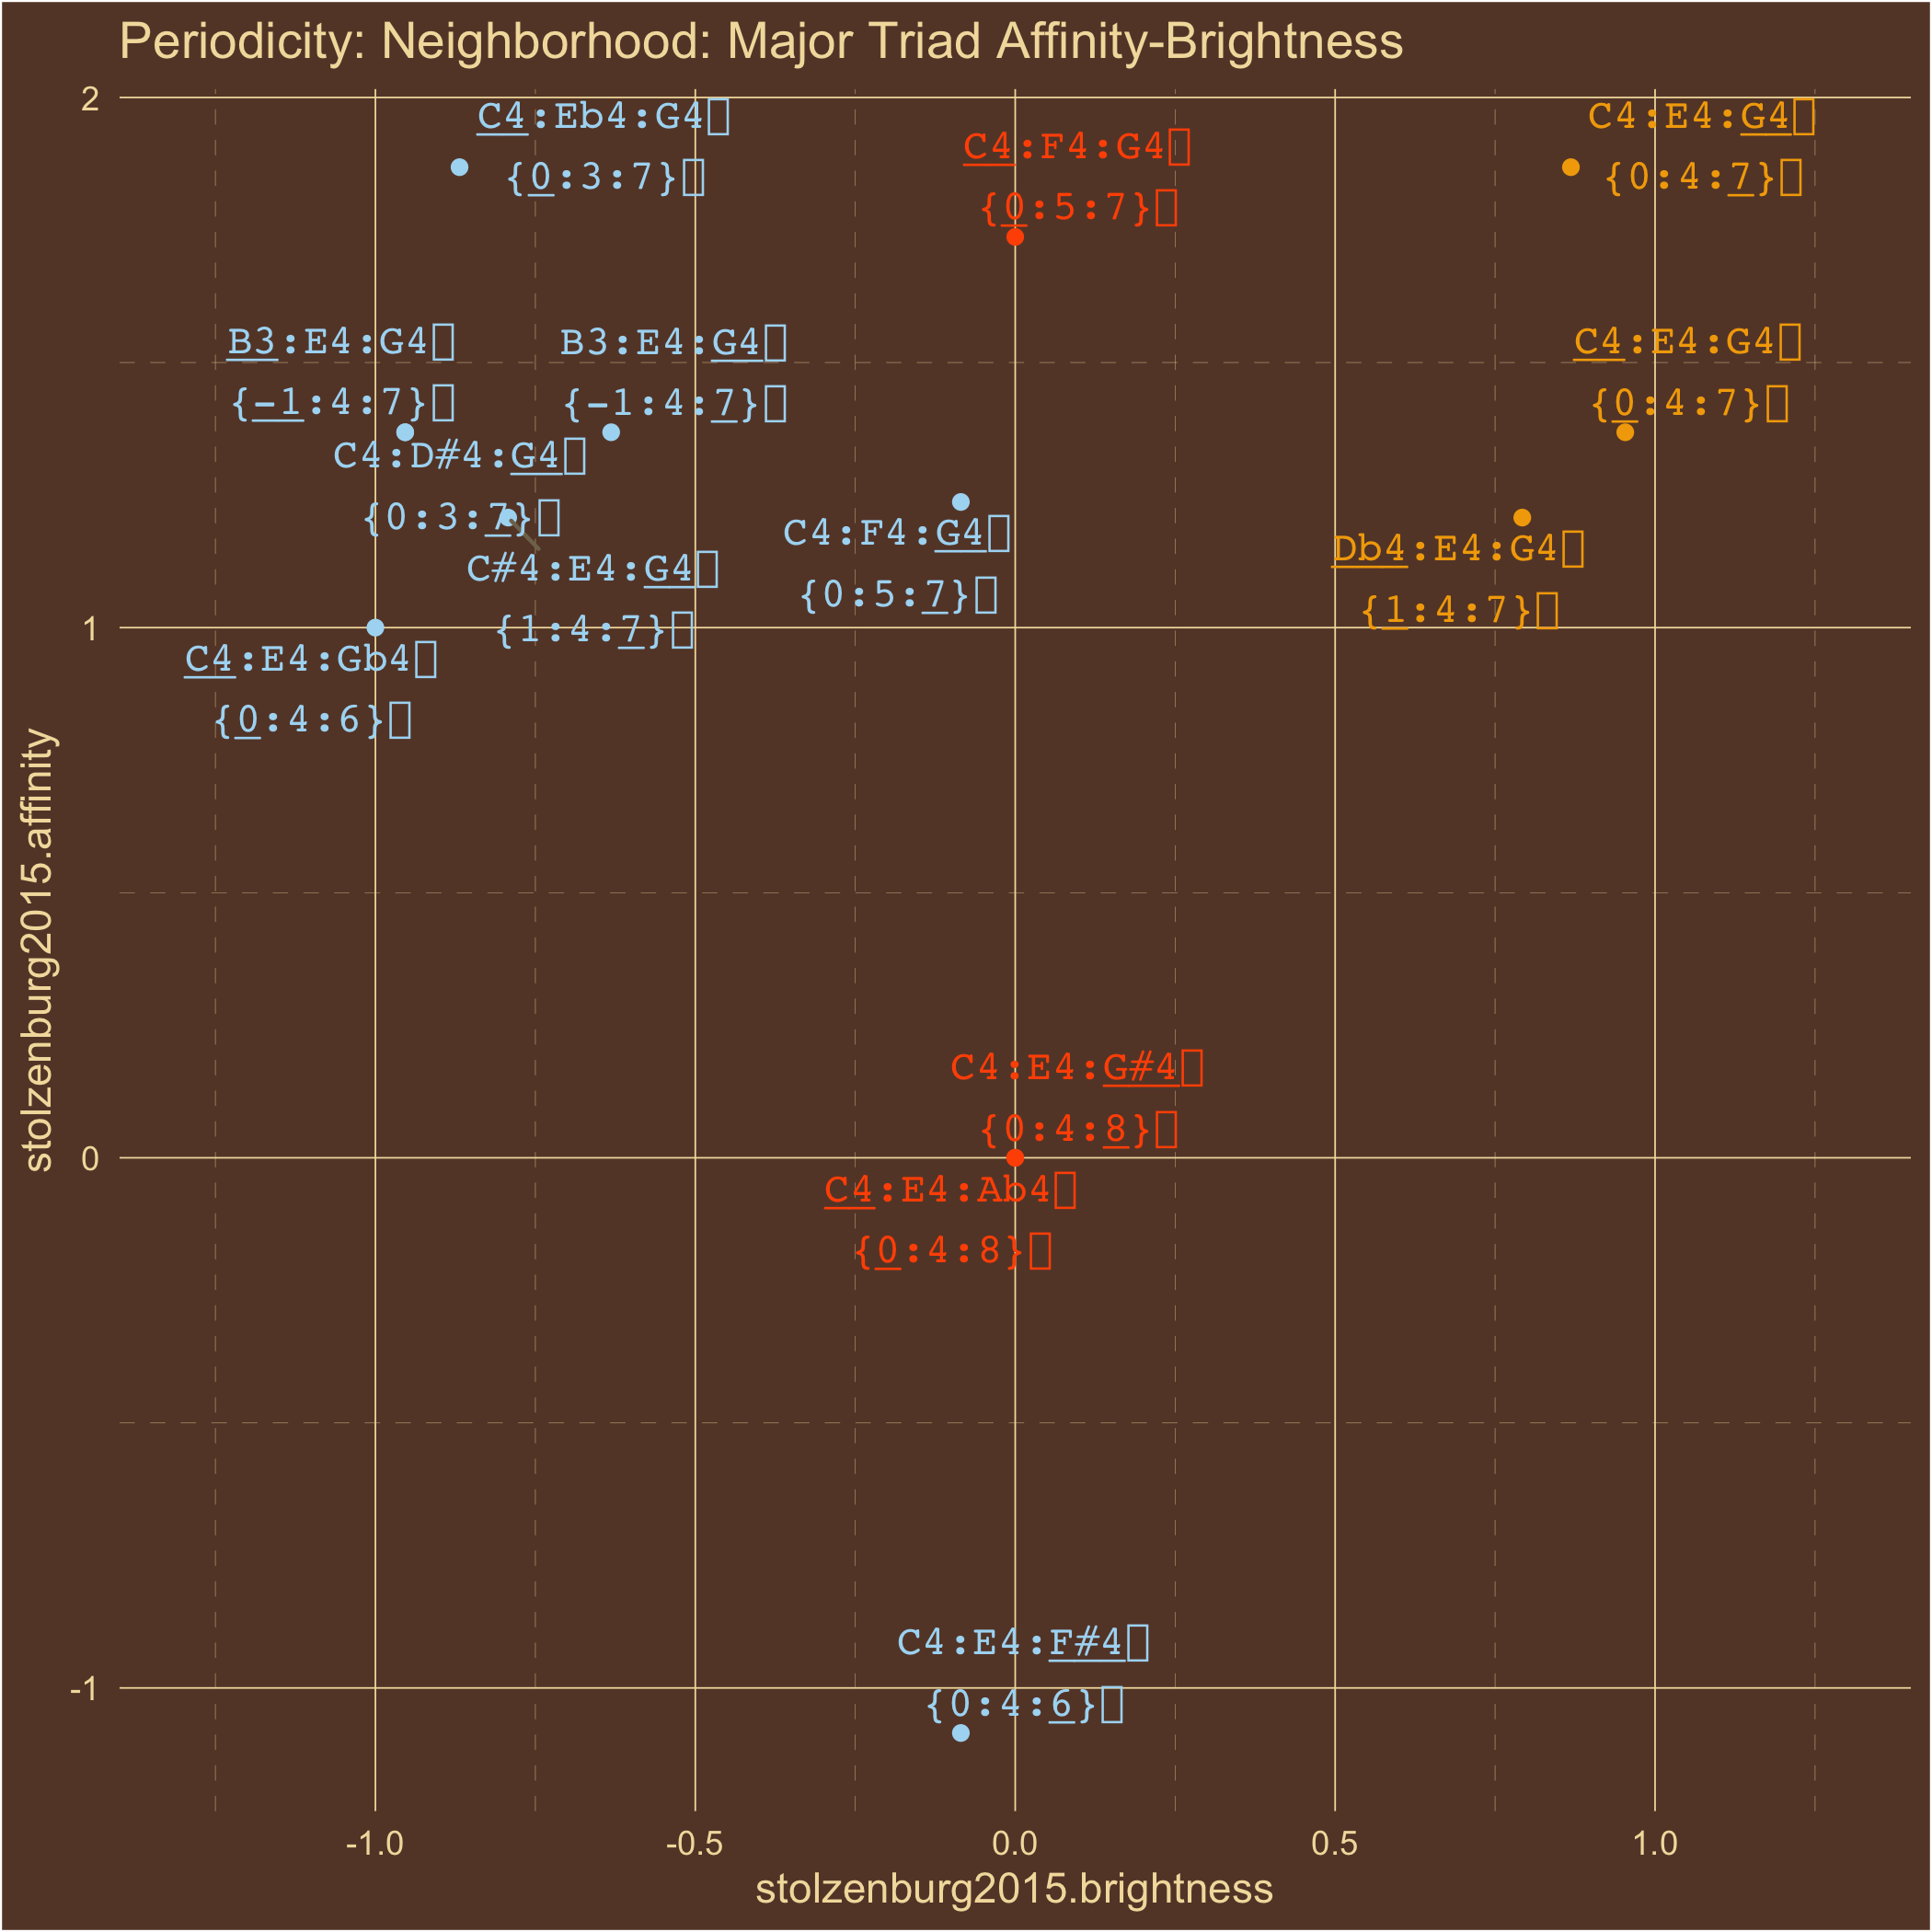 Periodicity: Neighborhood: Major Triad Affinity-Brightness
2
C4:Eb4:G4
{0:3:7}
C4:F4:G4
{0:5:7}
C4:E4:G4
{0:4:7}
B3:E4:G4
{-1:4:7}
B3:E4:G4
{-1:4:7}
C4:E4:G4
{0:4:7}
C4:D#4:G4
{0:3:7}
C#4:E4:G4
{1:4:7}
C4:F4:G4
{0:5:7}
Db4:E4:G4
{1:4:7}
1
C4:E4:Gb4
{0:4:6}
stolzenburg2015.affinity
C4:E4:G#4
{0:4:8}
0
C4:E4:Ab4
{0:4:8}
C4:E4:F#4
{0:4:6}
-1
-1.0
-0.5
0.0
0.5
1.0
stolzenburg2015.brightness